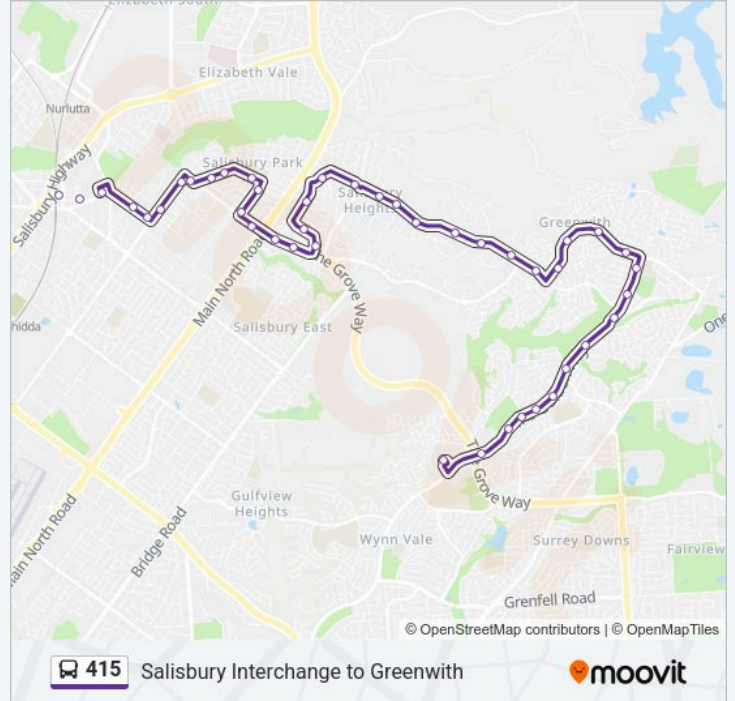 Elizabeth South
Elizabeth Vale
Nurlutta
Salisbury Highway
Salisbury Park
Salisbury
Heights
Greenwith
Main North Road
The Grove Way
hidda
Salisbury East
One
The Grove Way
Gulfview
Heights
Main North Road
Bridge Road
Wynn Vale
Surrey Downs
Fairview
Grenfell Road
© OpenStreetMap contributors | © OpenMapTiles
415 Salisbury Interchange to Greenwith
moovit